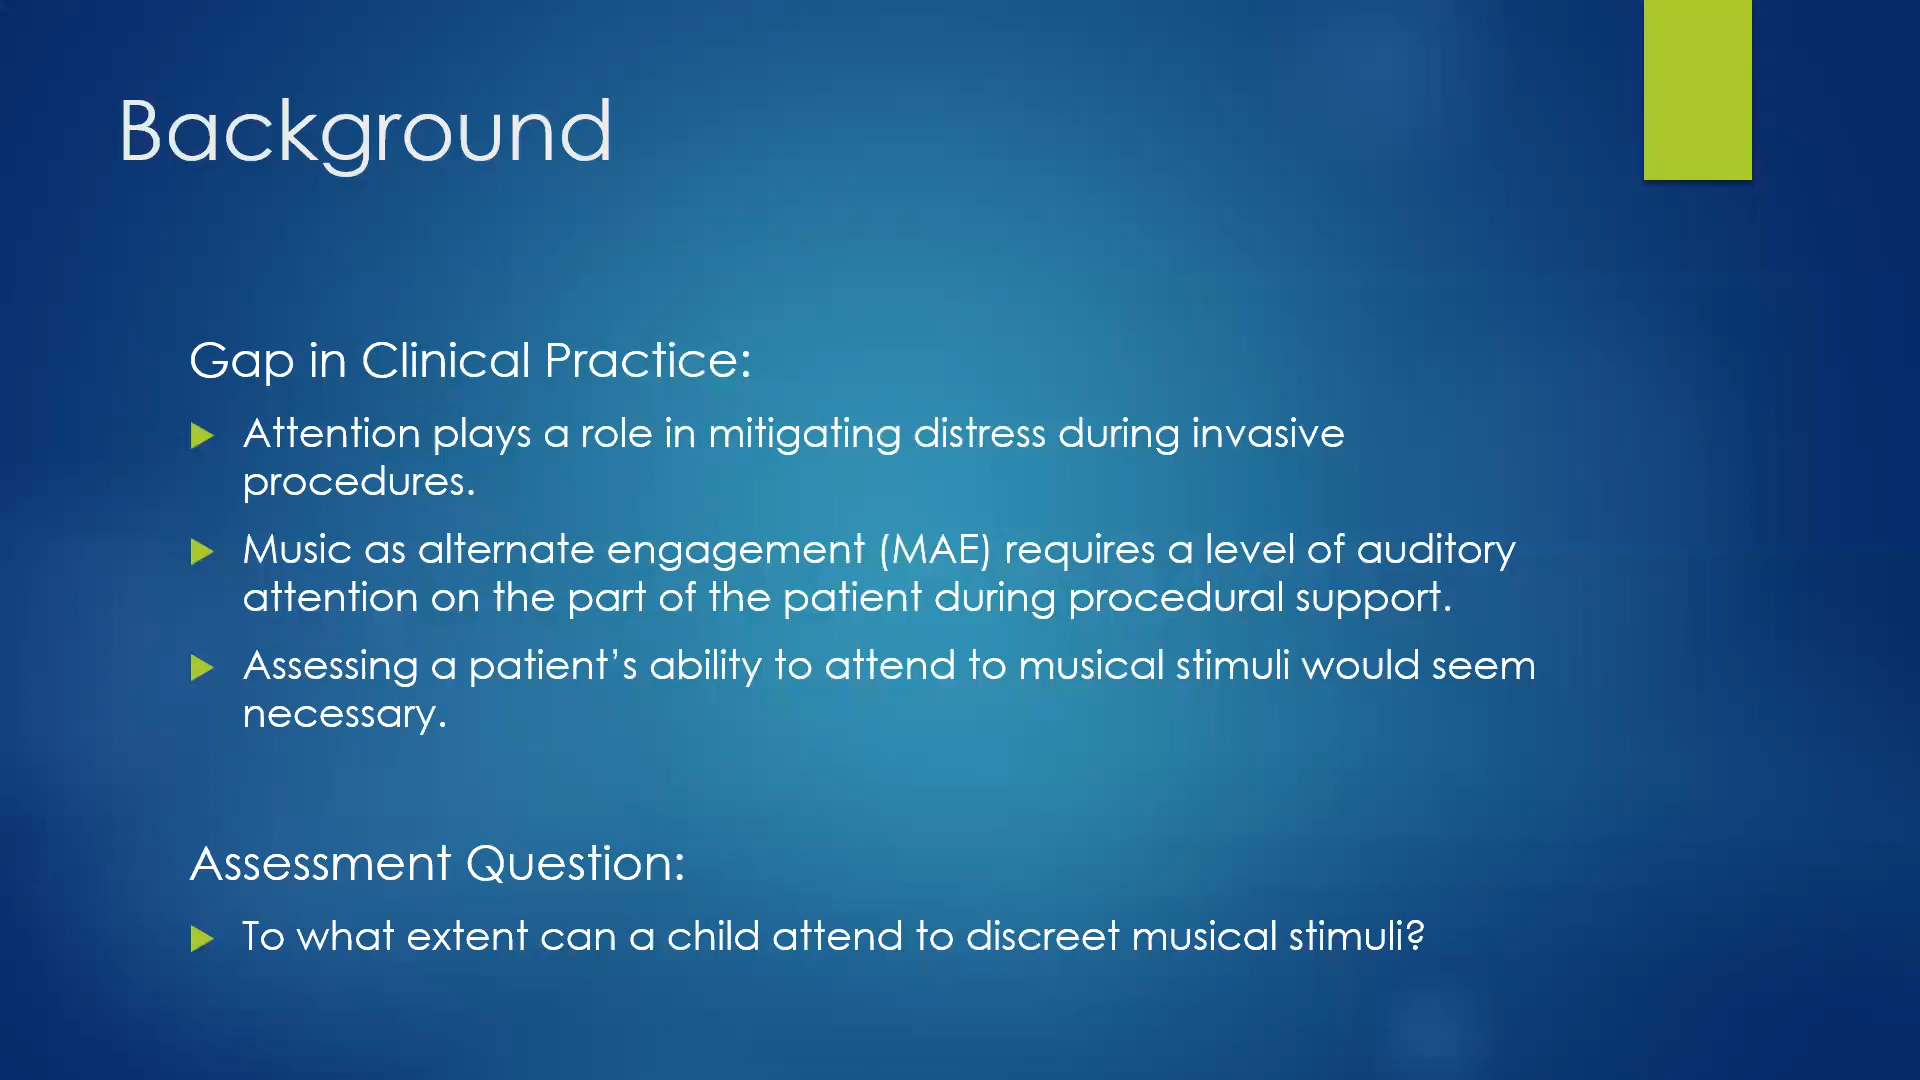 Background
Gap in Clinical Practice:
Attention plays a role in mitigating distress during invasive
procedures.
Music as alternate engagement (MAE) requires a level of auditory
attention on the part of the patient during procedural support.
Assessing a patient’s ability to attend to musical stimuli would seem
necessary.
Assessment Question:
To what extent can a child attend to discreet musical stimuli?